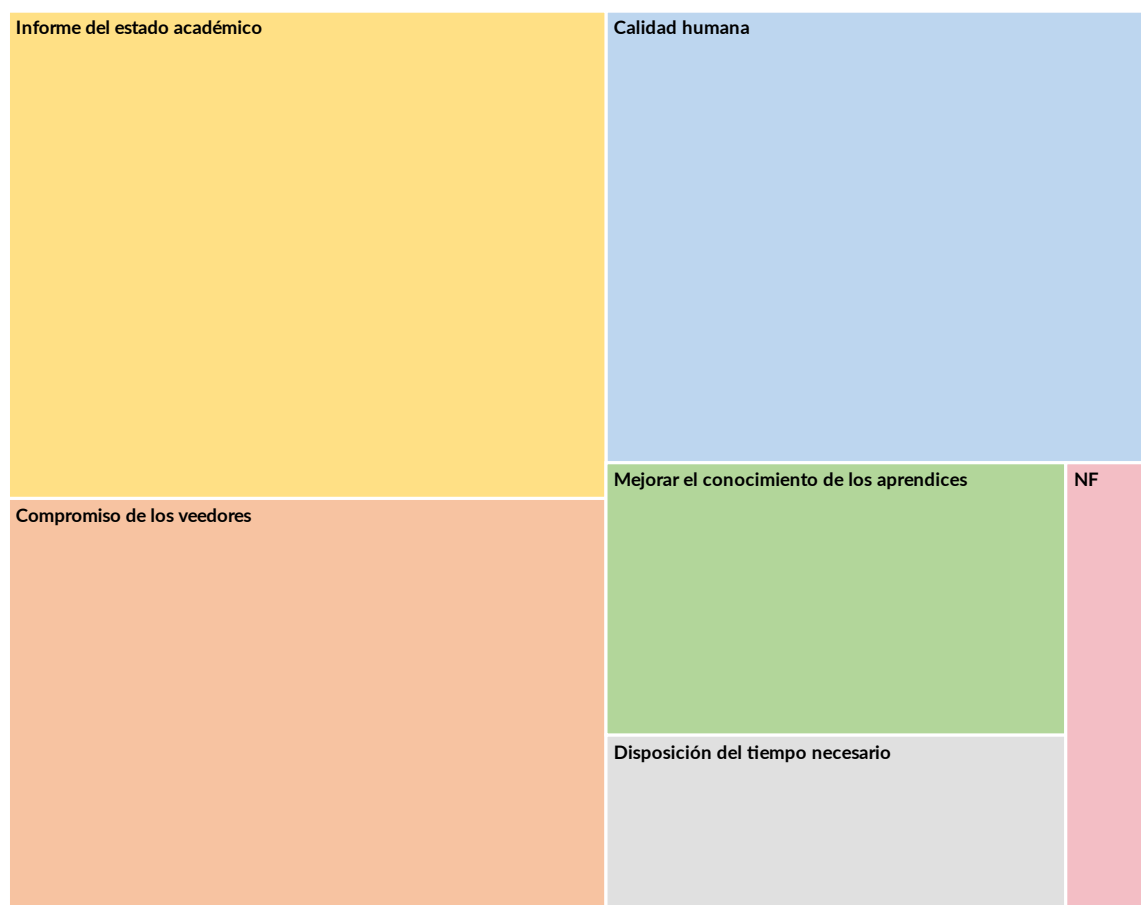 Informe del estado académico
Calidad humana
Mejorar el conocimiento de los aprendices
NF
Compromiso de los veedores
Disposición del tiempo necesario